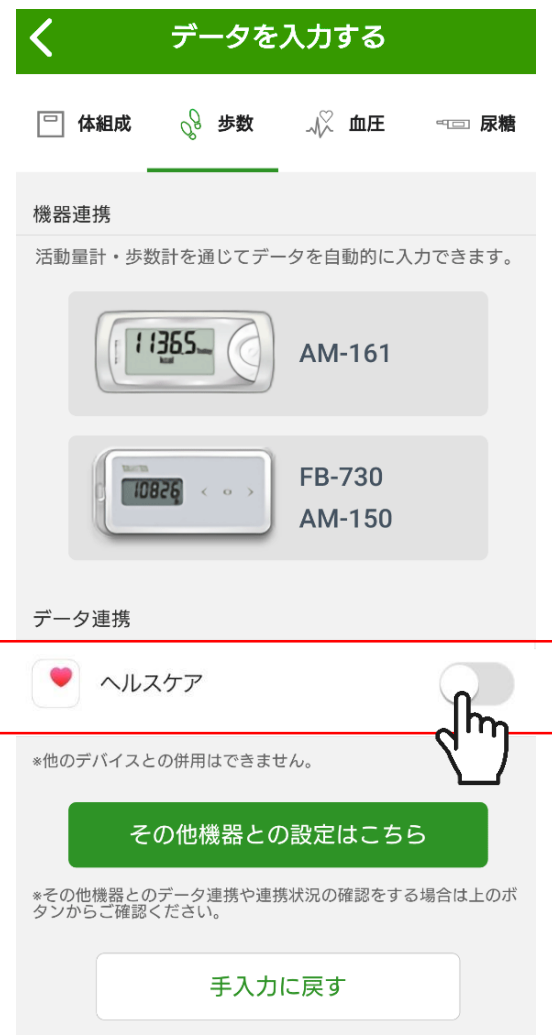 データを入力する
体組成
歩数
血圧
尿糖
機器連携
活動量計・歩数計を通じてデータを自動的に入力できます。
11365
kcal
AM-161
TANITA
10826
FB-730
AM-150
データ連携
ヘルスケア
※他のデバイスとの併用はできません。
その他機器との設定はこちら
※その他機器とのデータ連携や連携状況の確認をする場合は上のボ
タンからご確認ください。
手入力に戻す